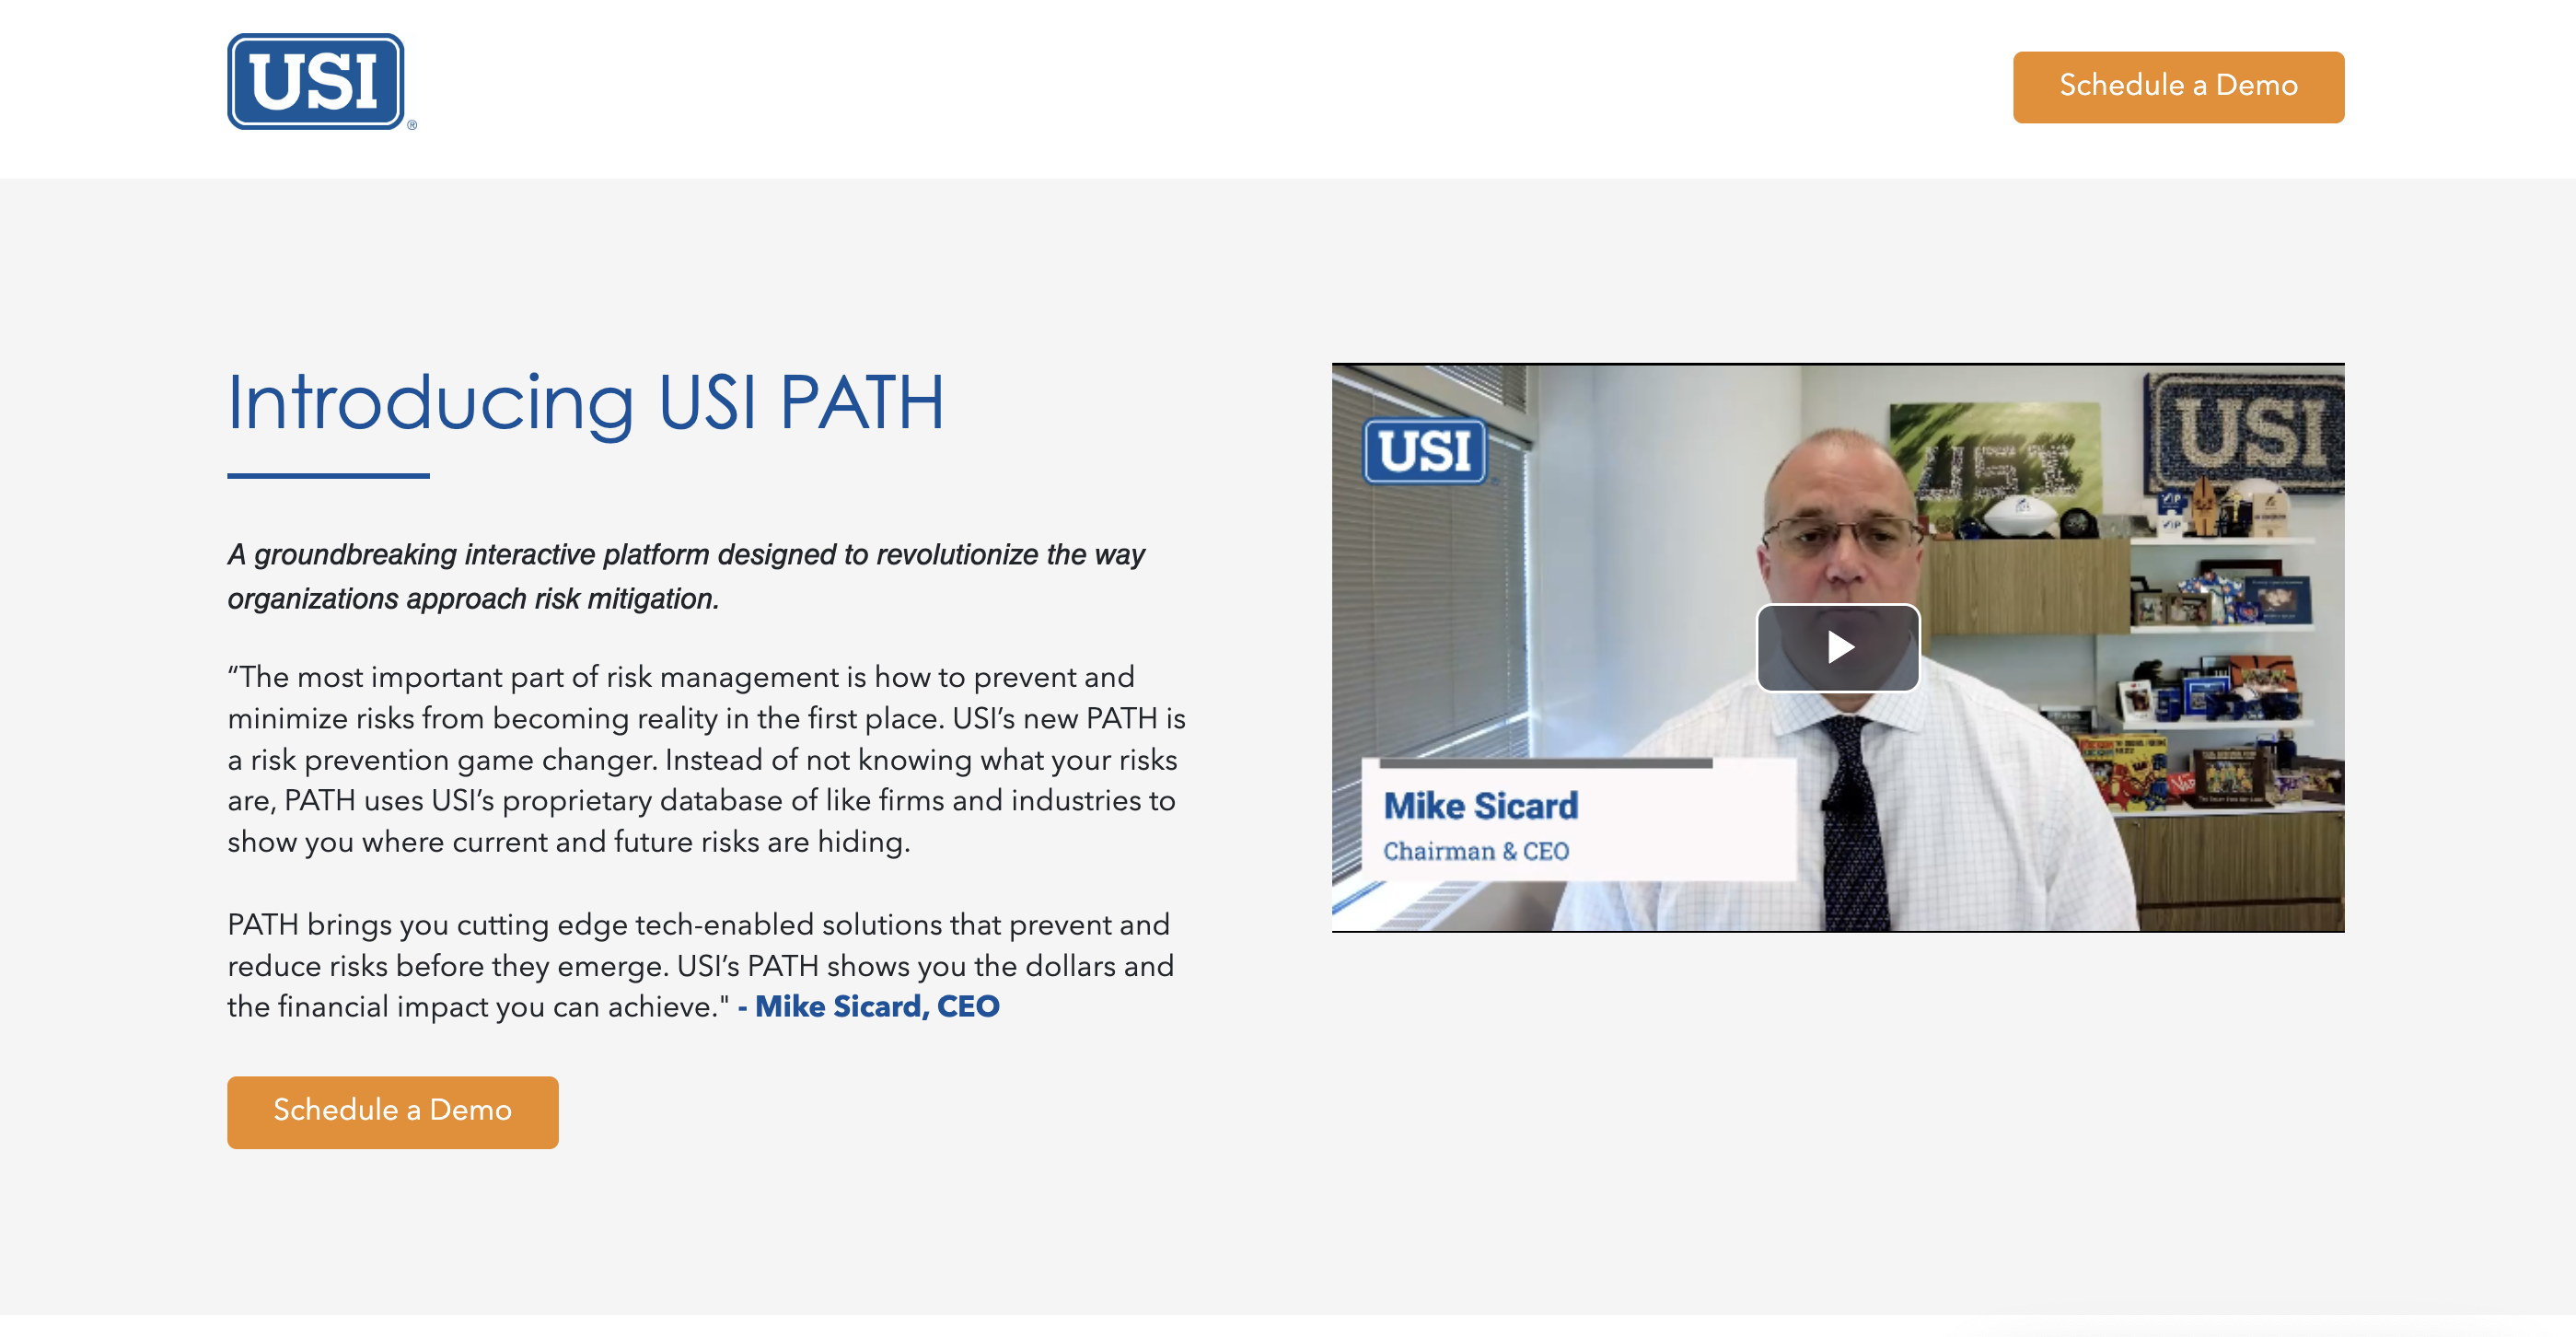 USI
®
Schedule a Demo
Introducing USI PATH
A groundbreaking interactive platform designed to revolutionize the way
organizations approach risk mitigation.
“The most important part of risk management is how to prevent and
minimize risks from becoming reality in the first place. USI’s new PATH is
a risk prevention game changer. Instead of not knowing what your risks
are, PATH uses USI’s proprietary database of like firms and industries to
show you where current and future risks are hiding.
PATH brings you cutting edge tech-enabled solutions that prevent and
reduce risks before they emerge. USI’s PATH shows you the dollars and
the financial impact you can achieve." - Mike Sicard, CEO
Schedule a Demo
USI
USI
USI
VIP
VIP
Mike Sicard
Chairman & CEO